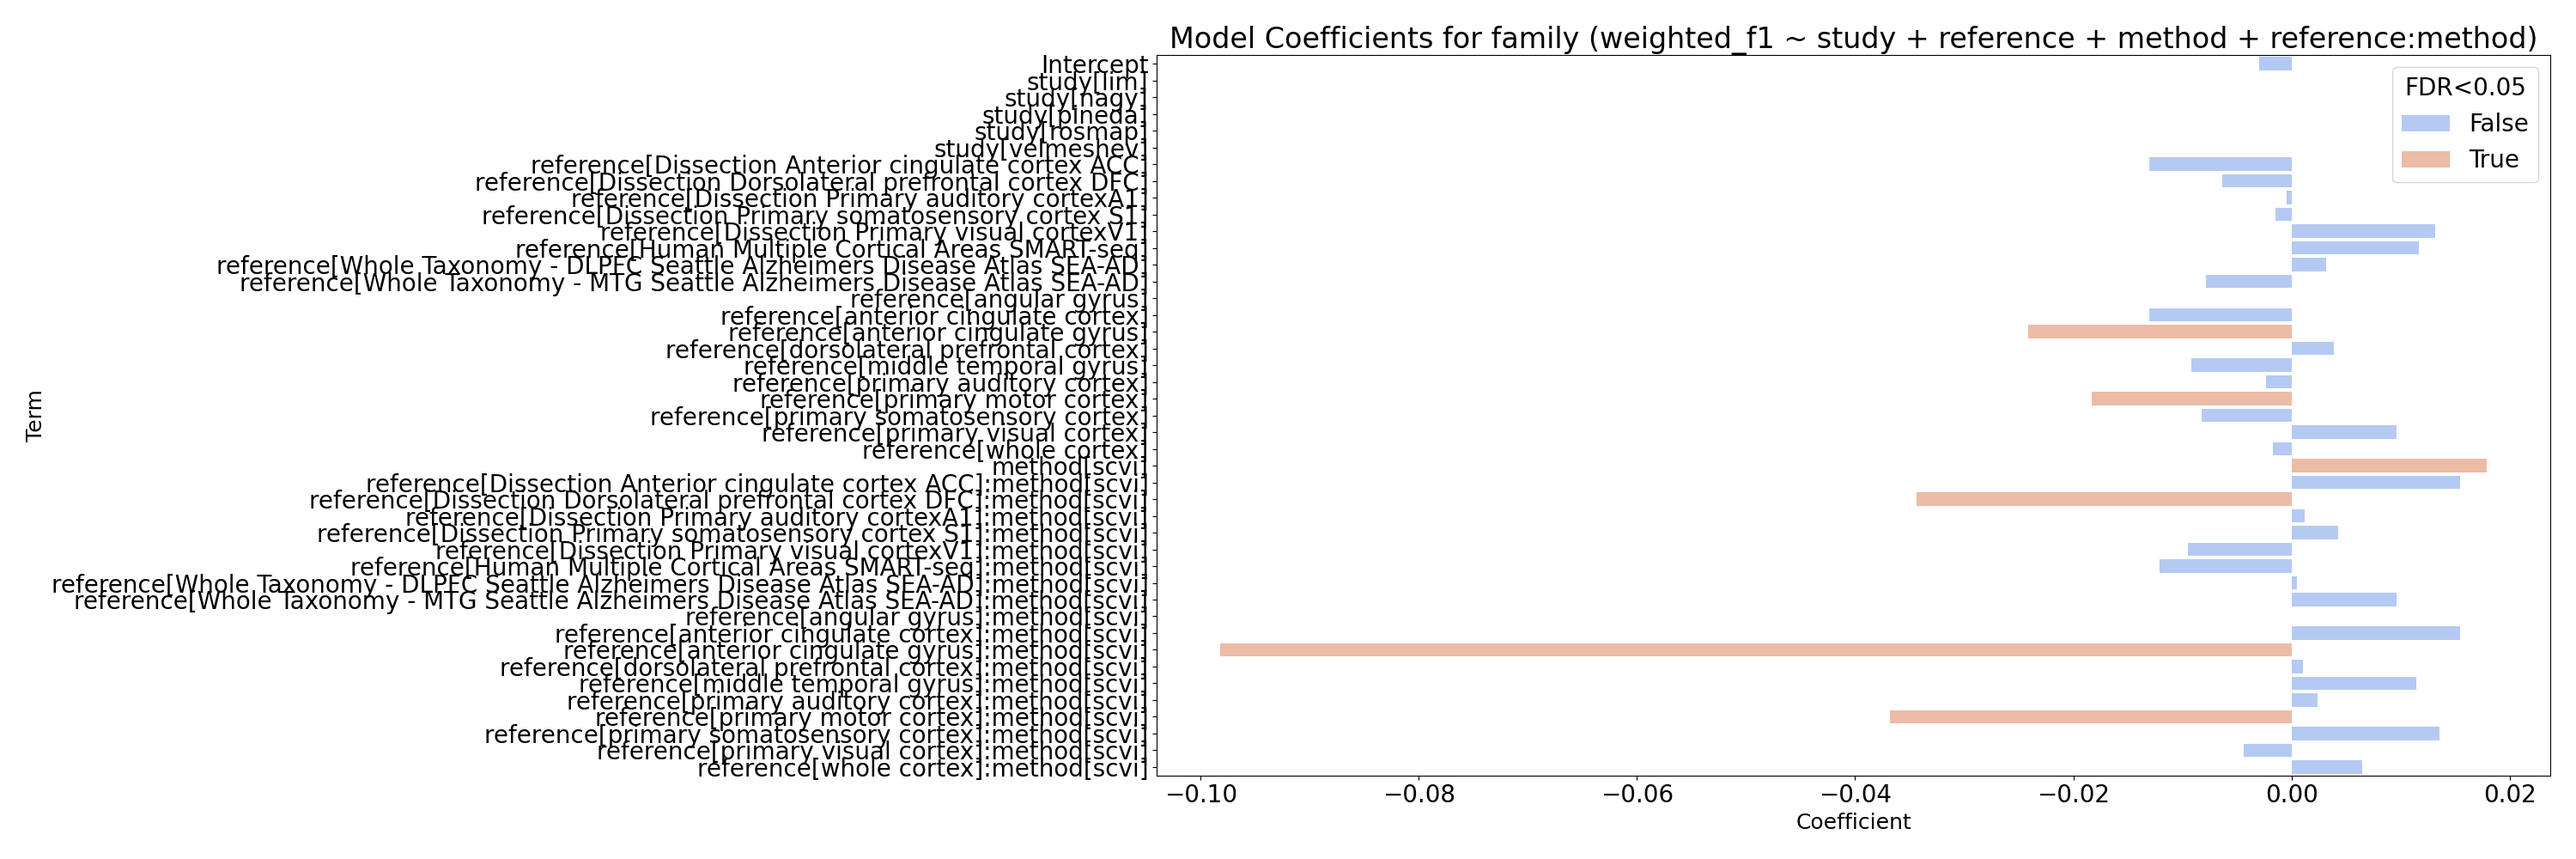 Model Coefficients for family (weighted_f1 ~ study + reference + method + reference:method)
Intercept
study[lim]
study[nagy]
study[pineda]
study[rosmap]
study[velmeshev]
reference[Dissection Anterior cingulate cortex ACC]
reference[Dissection Dorsolateral prefrontal cortex DFC]
reference[Dissection Primary auditory cortexA1]
reference[Dissection Primary somatosensory cortex S1]
reference[Dissection Primary visual cortexV1]
reference[Human Multiple Cortical Areas SMART-seq]
reference[Whole Taxonomy - DLPFC Seattle Alzheimers Disease Atlas SEA-AD]
reference[Whole Taxonomy - MTG Seattle Alzheimers Disease Atlas SEA-AD]
reference[angular gyrus]
reference[anterior cingulate cortex]
reference[anterior cingulate gyrus]
reference[dorsolateral prefrontal cortex]
reference[middle temporal gyrus]
reference[primary auditory cortex]
reference[primary motor cortex]
reference[primary somatosensory cortex]
reference[primary visual cortex]
reference[whole cortex]
method[scvi]
reference[Dissection Anterior cingulate cortex ACC]:method[scvi]
reference[Dissection Dorsolateral prefrontal cortex DFC]:method[scvi]
reference[Dissection Primary auditory cortexA1]:method[scvi]
reference[Dissection Primary somatosensory cortex S1]:method[scvi]
reference[Dissection Primary visual cortexV1]:method[scvi]
reference[Human Multiple Cortical Areas SMART-seq]:method[scvi]
reference[Whole Taxonomy - DLPFC Seattle Alzheimers Disease Atlas SEA-AD]:method[scvi]
reference[Whole Taxonomy - MTG Seattle Alzheimers Disease Atlas SEA-AD]:method[scvi]
reference[angular gyrus]:method[scvi]
reference[anterior cingulate cortex]:method[scvi]
reference[anterior cingulate gyrus]:method[scvi]
reference[dorsolateral prefrontal cortex]:method[scvi]
reference[middle temporal gyrus]:method[scvi]
reference[primary auditory cortex]:method[scvi]
reference[primary motor cortex]:method[scvi]
reference[primary somatosensory cortex]:method[scvi]
reference[primary visual cortex]:method[scvi]
reference[whole cortex]:method[scvi]
Term
FDR<0.05
False
True
−0.10 −0.08 −0.06 −0.04 −0.02 0.00 0.02
Coefficient